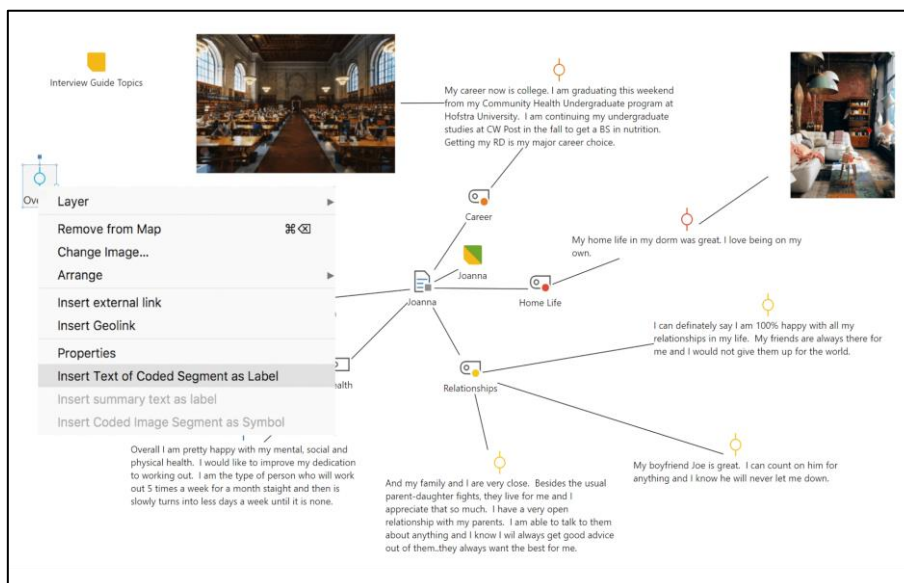 Interview Guide Topics
My career now is college. I am graduating this weekend
from my Community Health Undergraduate program at
Hofstra University.  I am continuing my undergraduate
studies at CW Post in the fall to get a BS in nutrition.
Getting my RD is my major career choice.
Ove
Layer
Remove from Map ⌘⌫
Change Image...
Arrange
Insert external link
Insert Geolink
Properties
Insert Text of Coded Segment as Label
Insert summary text as label
Insert Coded Image Segment as Symbol
Career
Joanna
Joanna
My home life in my dorm was great. I love being on my
own.
Home Life
I can definately say I am 100% happy with all my
relationships in my life.  My friends are always there for
me and I would not give them up for the world.
ealth
Relationships
Overall I am pretty happy with my mental, social and
physical health.  I would like to improve my dedication
to working out.  I am the type of person who will work
out 5 times a week for a month staight and then is
slowly turns into less days a week until it is none.
And my family and I are very close.  Besides the usual
parent-daughter fights, they live for me and I
appreciate that so much.  I have a very open
relationship with my parents.  I am able to talk to them
about anything and I know I wil always get good advice
out of them..they always want the best for me.
My boyfriend Joe is great.  I can count on him for
anything and I know he will never let me down.